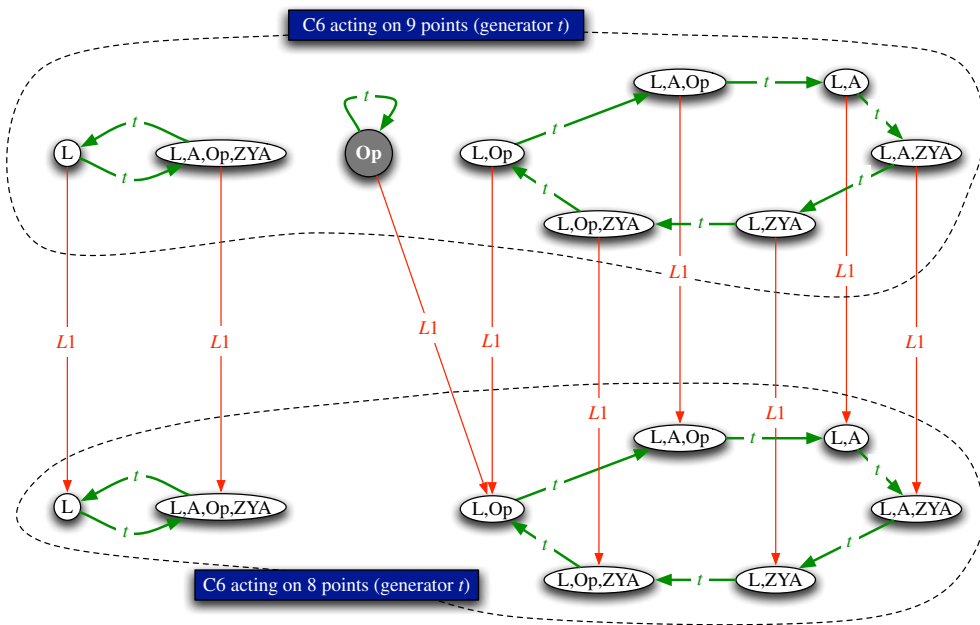 C6 acting on 9 points (generator t)
L,A,Op
t
L,A
t
t
t
t
L
L,A,Op,ZYA
Op
L,Op
L,A,ZYA
t
t
t
L,Op,ZYA
t
L,ZYA
L1
L1
L1
L1
L1
L1
L1
L1
L1
L1
L,A,Op
t
L,A
t
t
t
L
L,A,Op,ZYA
L,Op
L,A,ZYA
t
t
t
L,Op,ZYA
t
L,ZYA
C6 acting on 8 points (generator t)